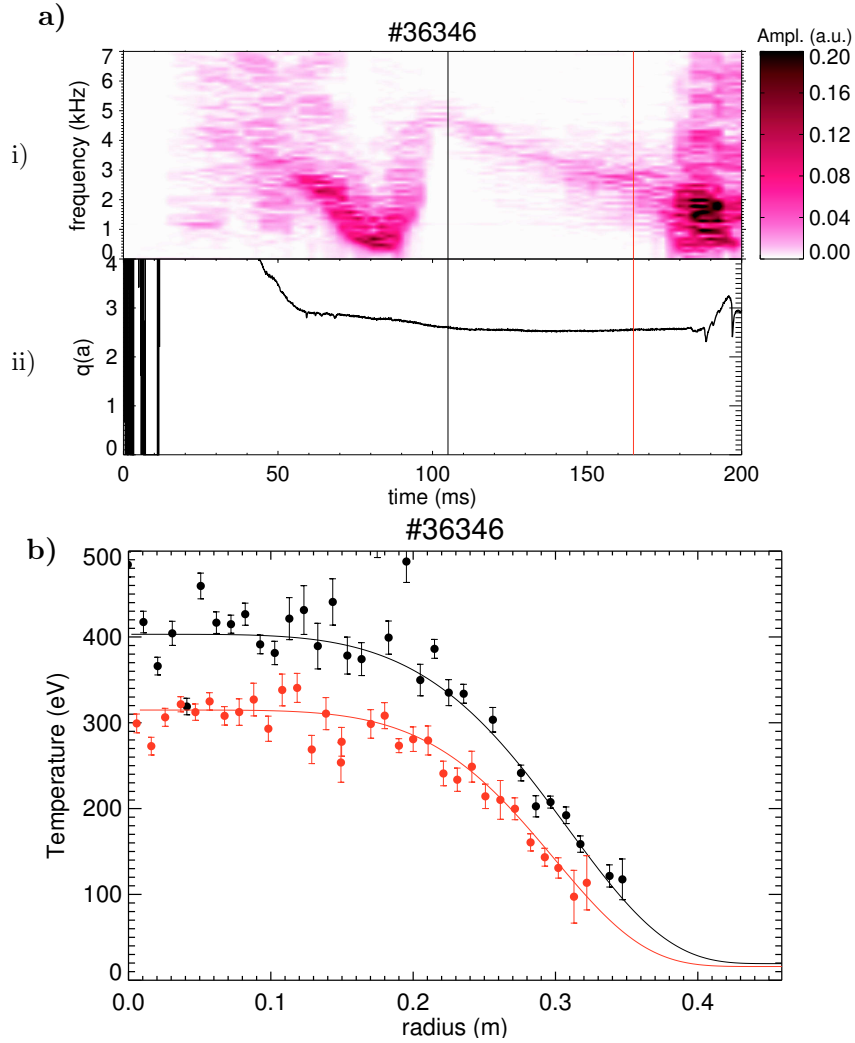 a)
#36346
Ampl. (a.u.)
i)
frequency (kHz)
7
6
5
4
3
2
1
0
0.20
0.16
0.12
0.08
0.04
0.00
ii)
q(a)
4
3
2
1
0
0 50 100 150 200
time (ms)
b)
#36346
Temperature (eV)
500
400
300
200
100
0
0.0 0.1 0.2 0.3 0.4
radius (m)